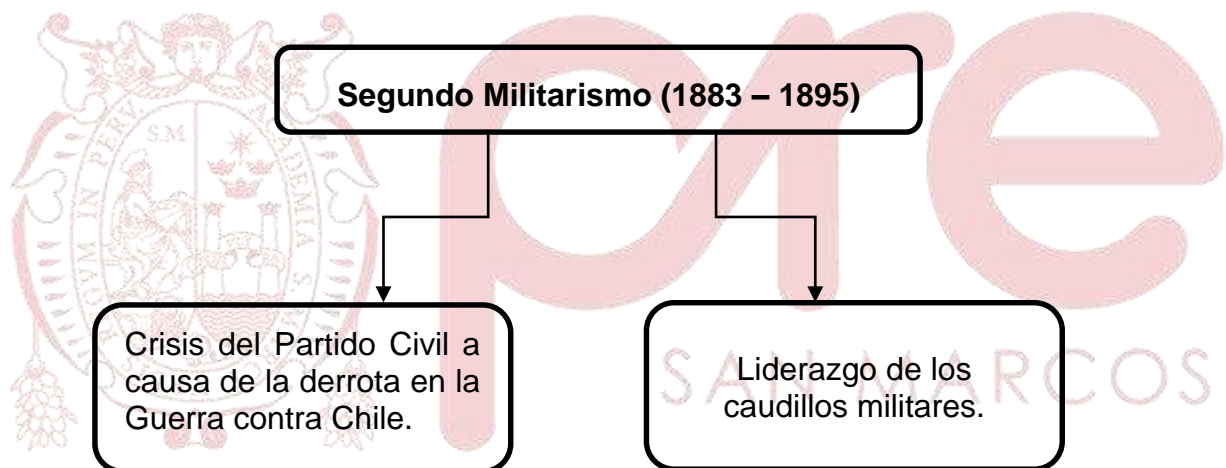 Segundo Militarismo (1883 – 1895)
Crisis del Partido Civil a
causa de la derrota en la
Guerra contra Chile.
Liderazgo de los
caudillos militares.
pre
SAN MARCOS
S.M